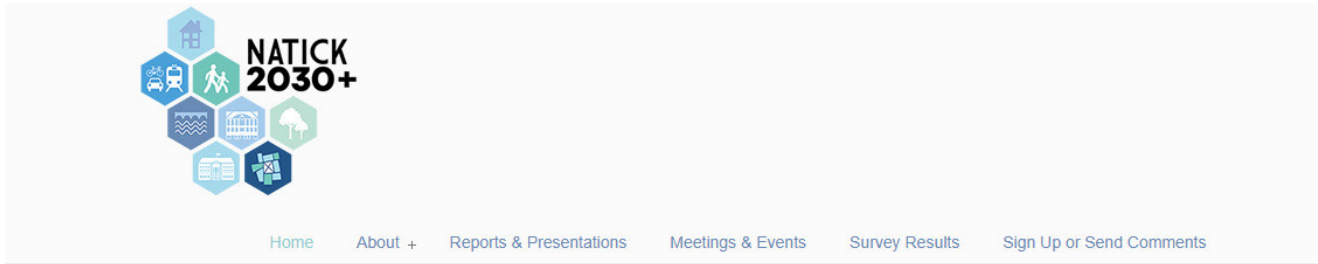 NATICK
2030+
Home About + Reports & Presentations Meetings & Events Survey Results Sign Up or Send Comments